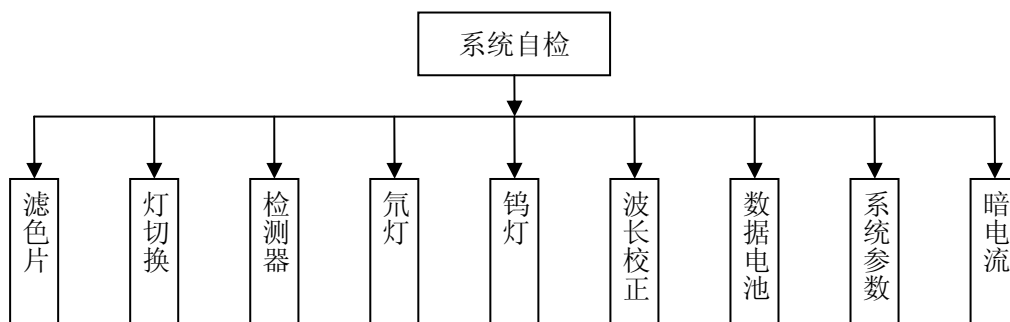 系统自检
滤色片
灯切换
检测器
氘灯
钨灯
波长校正
数据电池
系统参数
暗电流